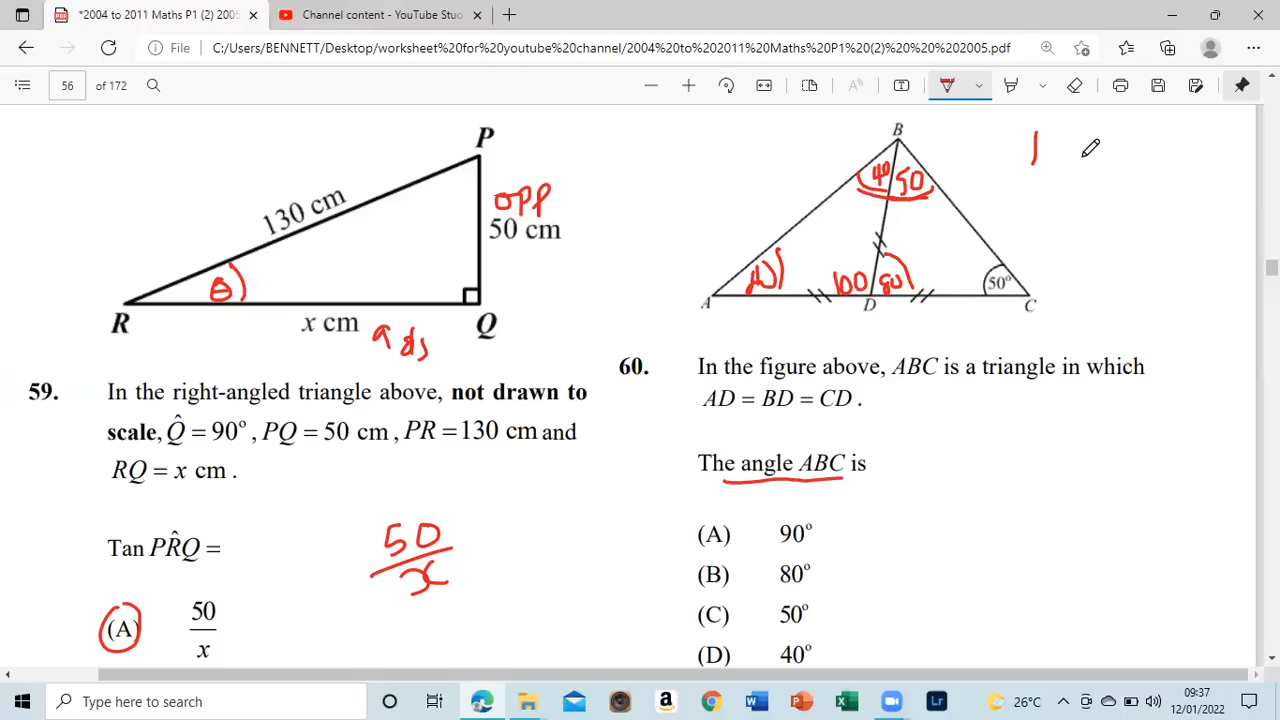 *2004 to 2011 Maths P1 (2) 2005
Channel content - YouTube Stu
File
C:/Users/BENNETT/Desktop/worksheet%20for%20youtube%20channel/2004%20to%202011%20Maths%20P1%20(2)%20%20%202005.pdf
56 of 172
P
130 cm
opp
50 cm
θ
R
x cm
Q
adj
B
40 50
40
100 80
50°
A
D
C
1
59. In the right-angled triangle above, not drawn to
scale, Q̂ = 90°, PQ = 50 cm, PR = 130 cm and
RQ = x cm.
Tan PR̂Q =
50
x
(A) 50
x
60. In the figure above, ABC is a triangle in which
AD = BD = CD.
The angle ABC is
(A) 90°
(B) 80°
(C) 50°
(D) 40°
Type here to search
26°C
09:37
12/01/2022